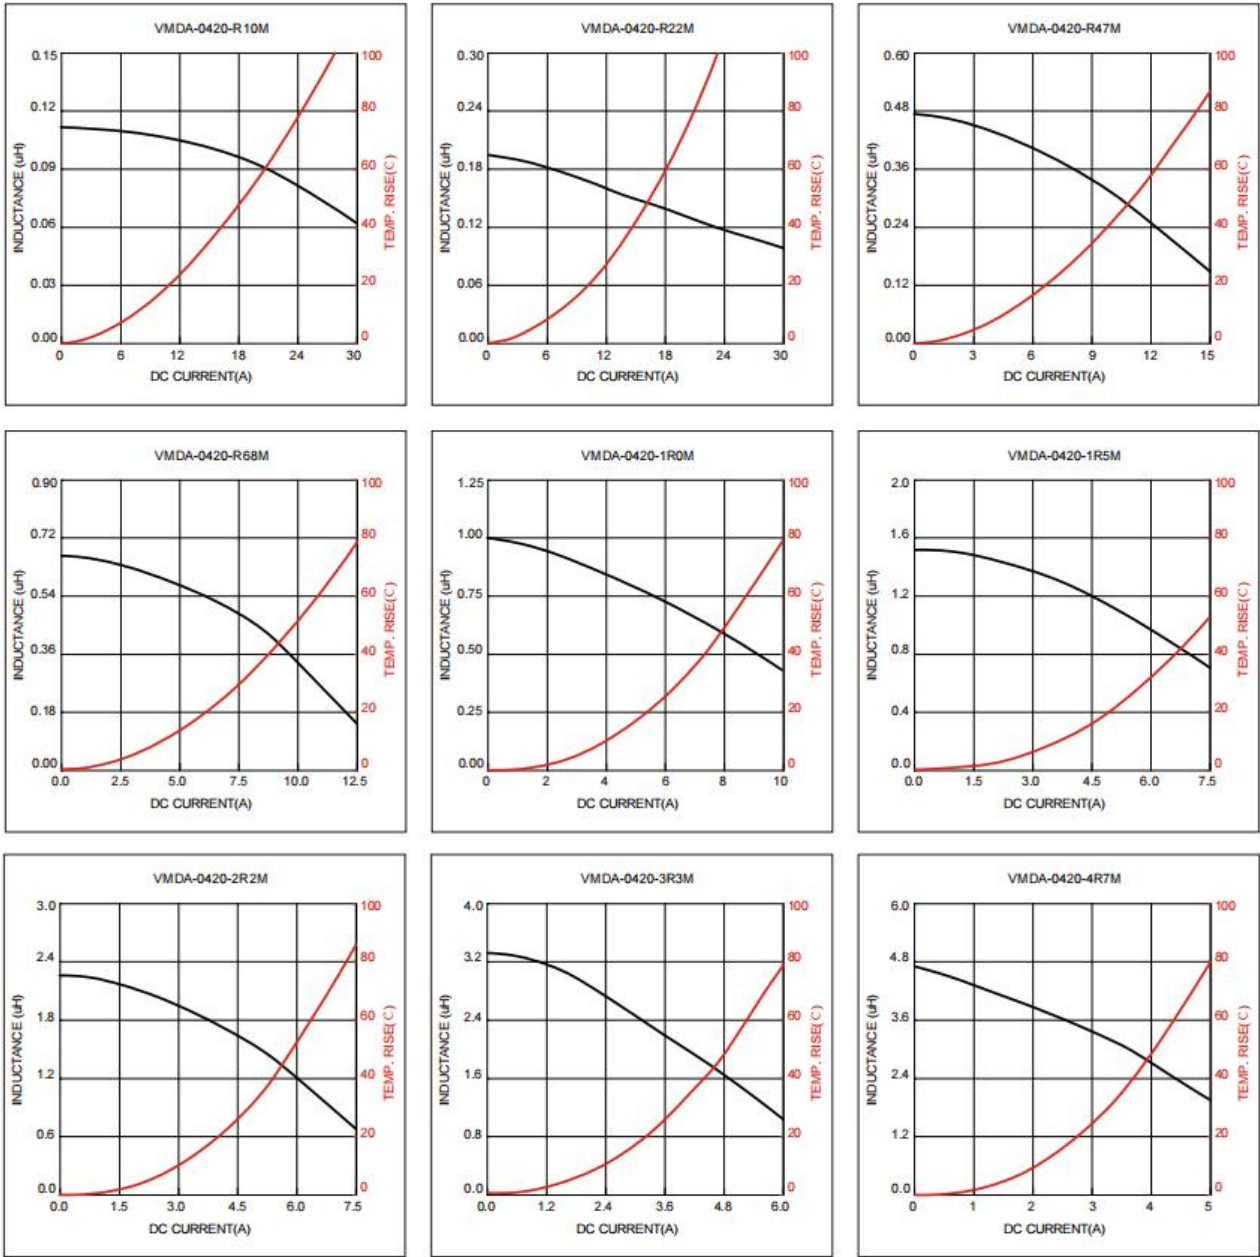 VMDA-0420-R10M
0.15
0.12
0.09
0.06
0.03
0.00
INDUCTANCE (uH)
100
80
60
40
20
0
TEMP. RISE(℃)
0 6 12 18 24 30
DC CURRENT(A)
VMDA-0420-R22M
0.30
0.24
0.18
0.12
0.06
0.00
INDUCTANCE (uH)
100
80
60
40
20
0
TEMP. RISE(℃)
0 6 12 18 24 30
DC CURRENT(A)
VMDA-0420-R47M
0.60
0.48
0.36
0.24
0.12
0.00
INDUCTANCE (uH)
100
80
60
40
20
0
TEMP. RISE(℃)
0 3 6 9 12 15
DC CURRENT(A)
VMDA-0420-R68M
0.90
0.72
0.54
0.36
0.18
0.00
INDUCTANCE (uH)
100
80
60
40
20
0
TEMP. RISE(℃)
0.0 2.5 5.0 7.5 10.0 12.5
DC CURRENT(A)
VMDA-0420-1R0M
1.25
1.00
0.75
0.50
0.25
0.00
INDUCTANCE (uH)
100
80
60
40
20
0
TEMP. RISE(℃)
0 2 4 6 8 10
DC CURRENT(A)
VMDA-0420-1R5M
2.0
1.6
1.2
0.8
0.4
0.0
INDUCTANCE (uH)
100
80
60
40
20
0
TEMP. RISE(℃)
0.0 1.5 3.0 4.5 6.0 7.5
DC CURRENT(A)
VMDA-0420-2R2M
3.0
2.4
1.8
1.2
0.6
0.0
INDUCTANCE (uH)
100
80
60
40
20
0
TEMP. RISE(℃)
0.0 1.5 3.0 4.5 6.0 7.5
DC CURRENT(A)
VMDA-0420-3R3M
4.0
3.2
2.4
1.6
0.8
0.0
INDUCTANCE (uH)
100
80
60
40
20
0
TEMP. RISE(℃)
0.0 1.2 2.4 3.6 4.8 6.0
DC CURRENT(A)
VMDA-0420-4R7M
6.0
4.8
3.6
2.4
1.2
0.0
INDUCTANCE (uH)
100
80
60
40
20
0
TEMP. RISE(℃)
0 1 2 3 4 5
DC CURRENT(A)